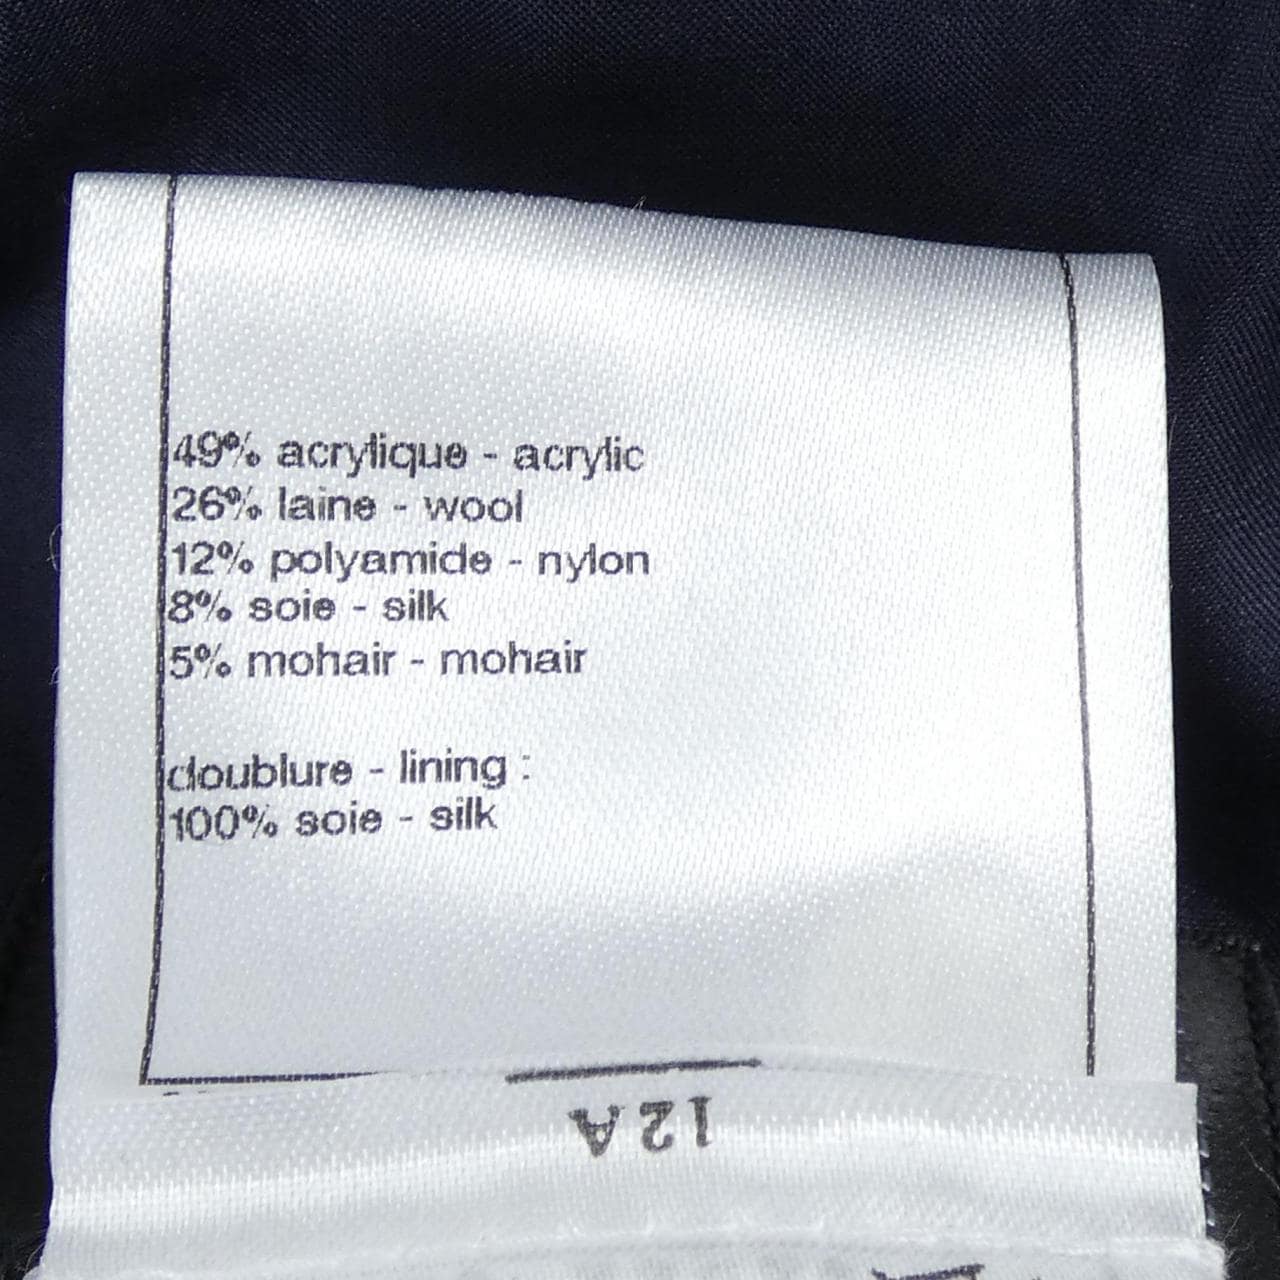 49% acrylique - acrylic
26% laine - wool
12% polyamide - nylon
8% soie - silk
5% mohair - mohair
doublure - lining :
100% soie - silk
12A